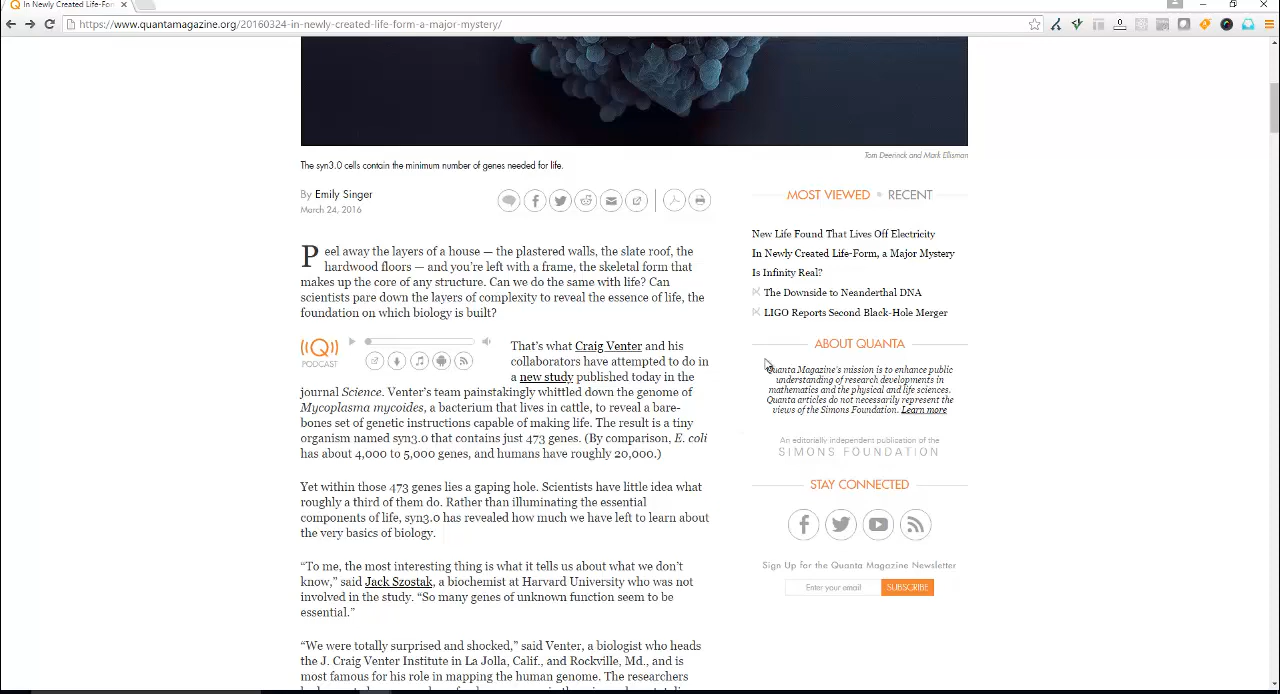 In Newly Created Life-For
https://www.quantamagazine.org/20160324-in-newly-created-life-form-a-major-mystery/
Tom Deerinck and Mark Ellisman
The syn3.0 cells contain the minimum number of genes needed for life.
By Emily Singer
March 24, 2016
Peel away the layers of a house — the plastered walls, the slate roof, the
hardwood floors — and you're left with a frame, the skeletal form that
makes up the core of any structure. Can we do the same with life? Can
scientists pare down the layers of complexity to reveal the essence of life, the
foundation on which biology is built?
((Q))
PODCAST
That's what Craig Venter and his
collaborators have attempted to do in
a new study published today in the
journal Science. Venter's team painstakingly whittled down the genome of
Mycoplasma mycoides, a bacterium that lives in cattle, to reveal a bare-
bones set of genetic instructions capable of making life. The result is a tiny
organism named syn3.0 that contains just 473 genes. (By comparison, E. coli
has about 4,000 to 5,000 genes, and humans have roughly 20,000.)
Yet within those 473 genes lies a gaping hole. Scientists have little idea what
roughly a third of them do. Rather than illuminating the essential
components of life, syn3.0 has revealed how much we have left to learn about
the very basics of biology.
“To me, the most interesting thing is what it tells us about what we don't
know,” said Jack Szostak, a biochemist at Harvard University who was not
involved in the study. “So many genes of unknown function seem to be
essential.”
“We were totally surprised and shocked,” said Venter, a biologist who heads
the J. Craig Venter Institute in La Jolla, Calif., and Rockville, Md., and is
most famous for his role in mapping the human genome. The researchers
MOST VIEWED • RECENT
New Life Found That Lives Off Electricity
In Newly Created Life-Form, a Major Mystery
Is Infinity Real?
The Downside to Neanderthal DNA
LIGO Reports Second Black-Hole Merger
ABOUT QUANTA
Quanta Magazine's mission is to enhance public
understanding of research developments in
mathematics and the physical and life sciences.
Quanta articles do not necessarily represent the
views of the Simons Foundation. Learn more
An editorially independent publication of the
SIMONS FOUNDATION
STAY CONNECTED
Sign Up for the Quanta Magazine Newsletter
Enter your email SUBSCRIBE